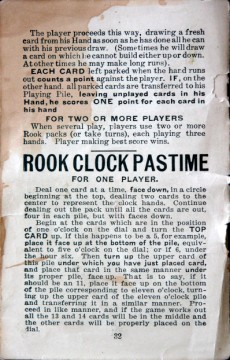 The player proceeds this way, drawing a fresh
card from his Hand as soon as he has done all he can
with his previous draw. (Sometimes he will draw
a card on which he cannot build either up or down.
At other times he may make long runs).
EACH CARD left parked when the hand runs
out counts a point against the player. IF, on the
other hand. all parked cards are transferred to his
Playing Pile, leaving unplayed cards in his
Hand, he scores ONE point for each card in
his hand
FOR TWO OR MORE PLAYERS
When several play, players use two or more
Rook packs (or take turns), each playing three
hands. Player making best score wins.
ROOK CLOCK PASTIME
FOR ONE PLAYER.
Deal one card at a time, face down, in a circle
beginning at the top, dealing two cards to the
center to represent the clock hands. Continue
dealing out the pack until all the cards are out,
four in each pile, but with faces down.
Begin at the cards which are in the position
of one o'clock on the dial and turn the TOP
CARD up. If this happens to be a 5, for example,
place it face up at the bottom of the pile, equiv-
alent to five o'clock on the dial; or if 6, under
the hour six. Then turn up the upper card of
this pile under which you have just placed card,
and place that card in the same manner under
its proper pile, face up. That is to say, if it
should be an 11, place it face up on the bottom
of the pile corresponding to eleven o'clock, turn-
ing up the upper card of the eleven o'clock pile
and transferring it in a similar manner. Pro-
ceed in like manner, and if the game works out
all the 13 and 14 cards will be in the middle and
the other cards will be properly placed on the
dial.
32